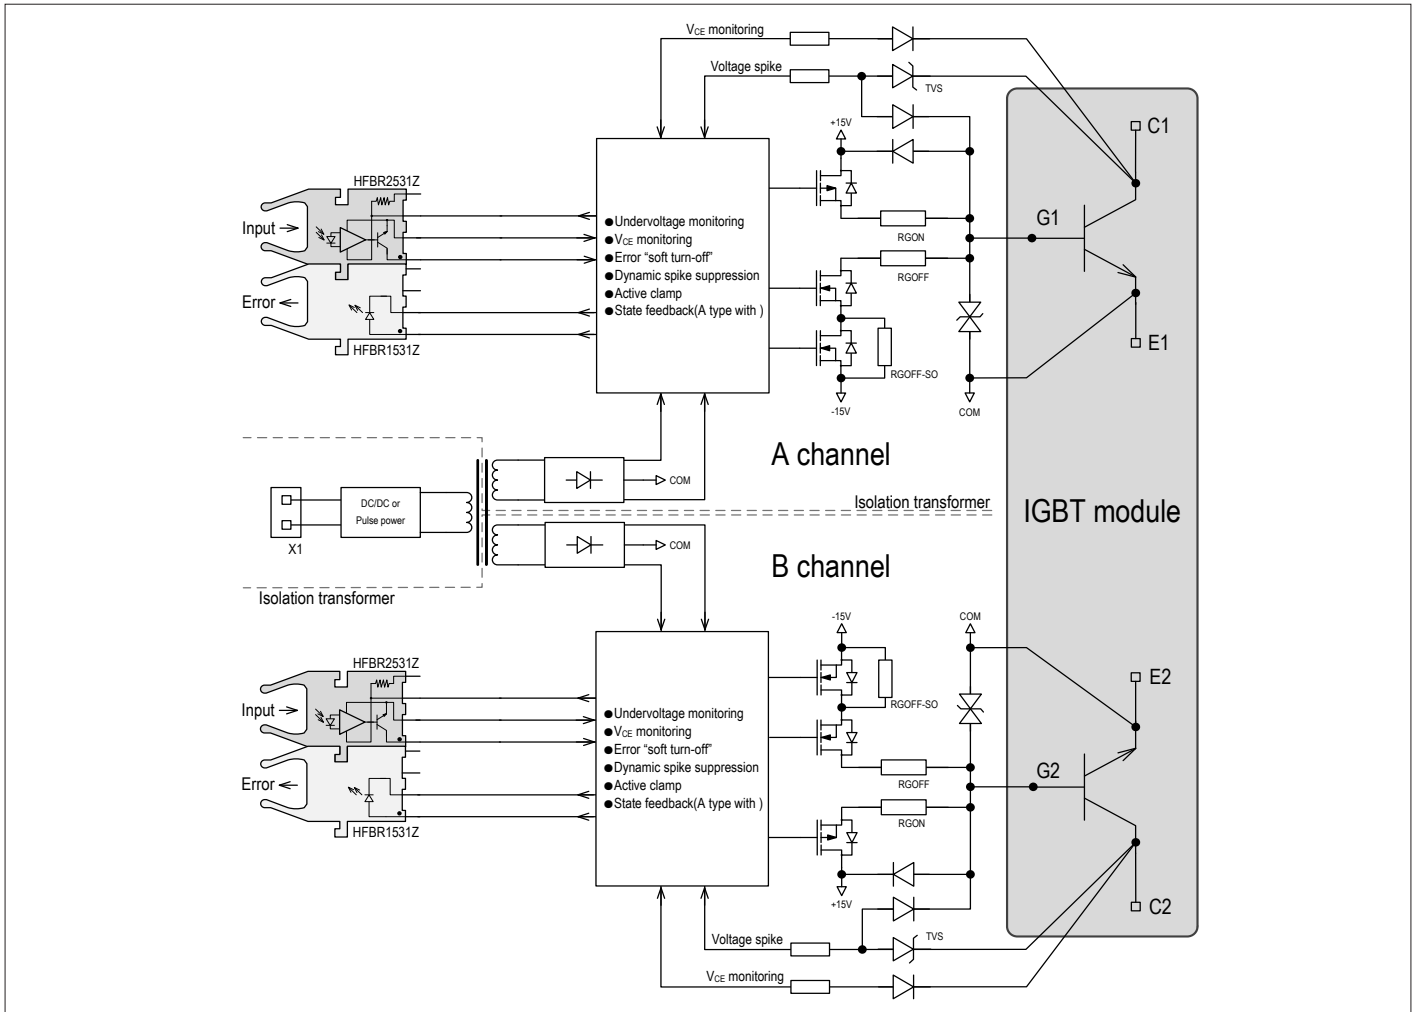 V_CE monitoring
Voltage spike
TVS
C1
+15V
HFBR2531Z
Input
●Undervoltage monitoring
●V_CE monitoring
●Error “soft turn-off”
●Dynamic spike suppression
●Active clamp
●State feedback(A type with )
RGON
G1
RGOFF
Error
HFBR1531Z
RGOFF-SO
E1
-15V
COM
A channel
COM
DC/DC or
Pulse power
Isolation transformer
IGBT module
X1
COM
B channel
Isolation transformer
-15V
COM
HFBR2531Z
Input
●Undervoltage monitoring
●V_CE monitoring
●Error “soft turn-off”
●Dynamic spike suppression
●Active clamp
●State feedback(A type with )
RGOFF-SO
E2
G2
RGOFF
Error
RGON
HFBR1531Z
+15V
C2
Voltage spike
TVS
V_CE monitoring